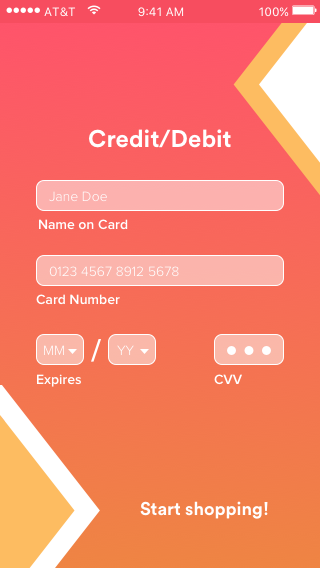 AT&T 9:41 AM 100%
Credit/Debit
Jane Doe
Name on Card
0123 4567 8912 5678
Card Number
MM / YY
Expires CVV
Start shopping!